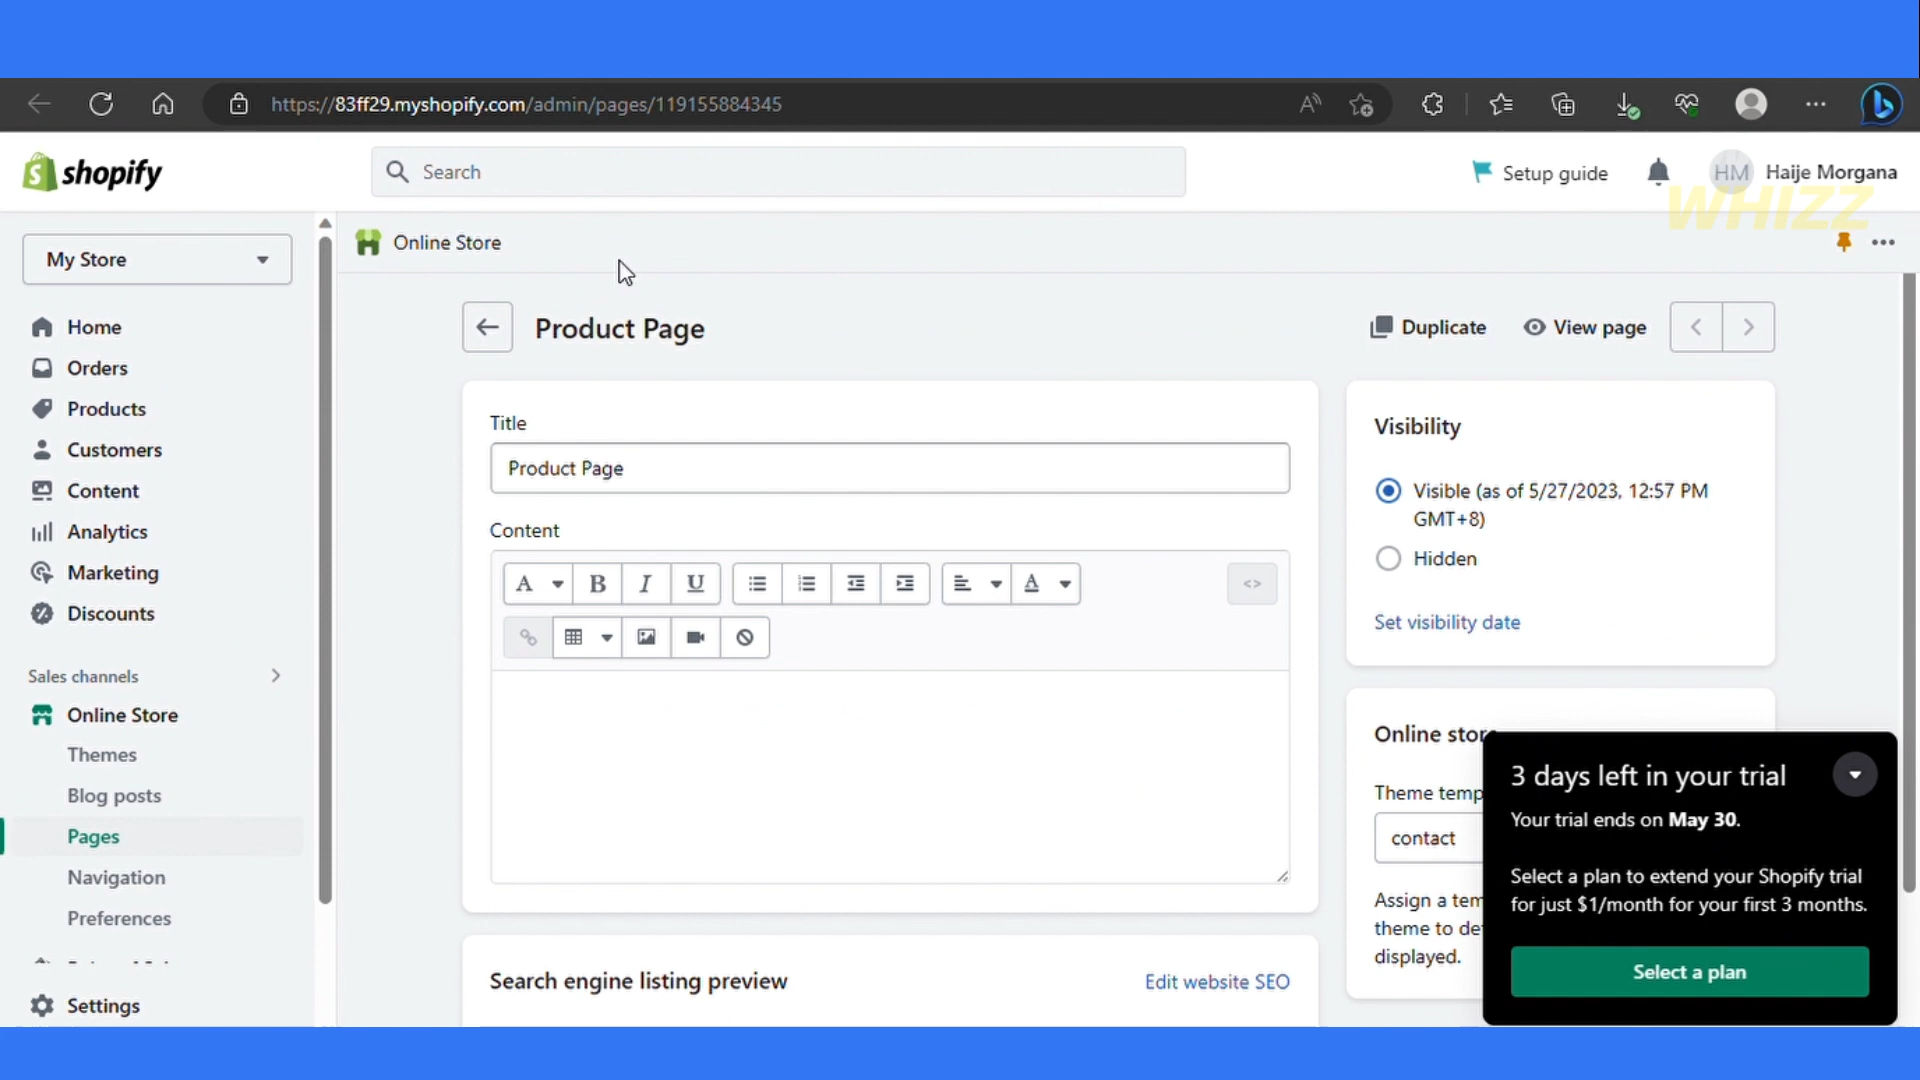 https://83ff29.myshopify.com/admin/pages/119155884345
shopify
Search
Setup guide
HM
Haije Morgana
WHIZZ
My Store
Online Store
Home
Orders
Products
Customers
Content
Analytics
Marketing
Discounts
Sales channels
Online Store
Themes
Blog posts
Pages
Navigation
Preferences
Settings
Product Page
Duplicate
View page
Title
Product Page
Content
A
B
I
U
A
<>
Search engine listing preview
Edit website SEO
Visibility
Visible (as of 5/27/2023, 12:57 PM
GMT+8)
Hidden
Set visibility date
Online store
Theme temp
contact
Assign a tem
theme to de
displayed.
3 days left in your trial
Your trial ends on May 30.
Select a plan to extend your Shopify trial
for just $1/month for your first 3 months.
Select a plan